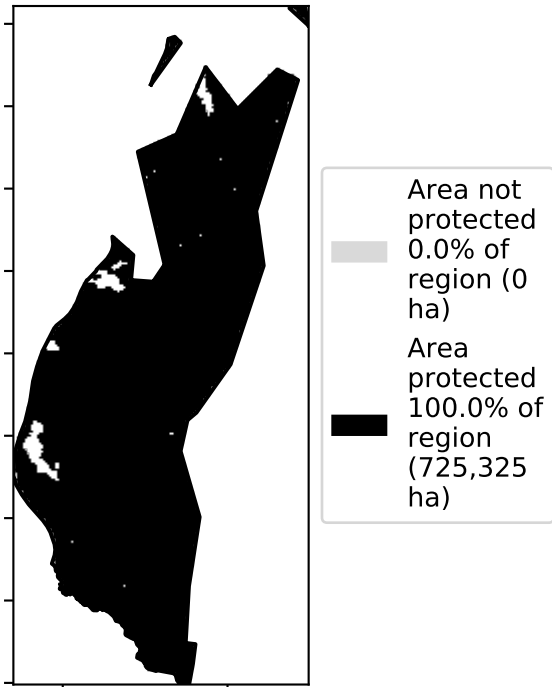 Area not
protected
0.0% of
region (0
ha)
Area
protected
100.0% of
region
(725,325
ha)